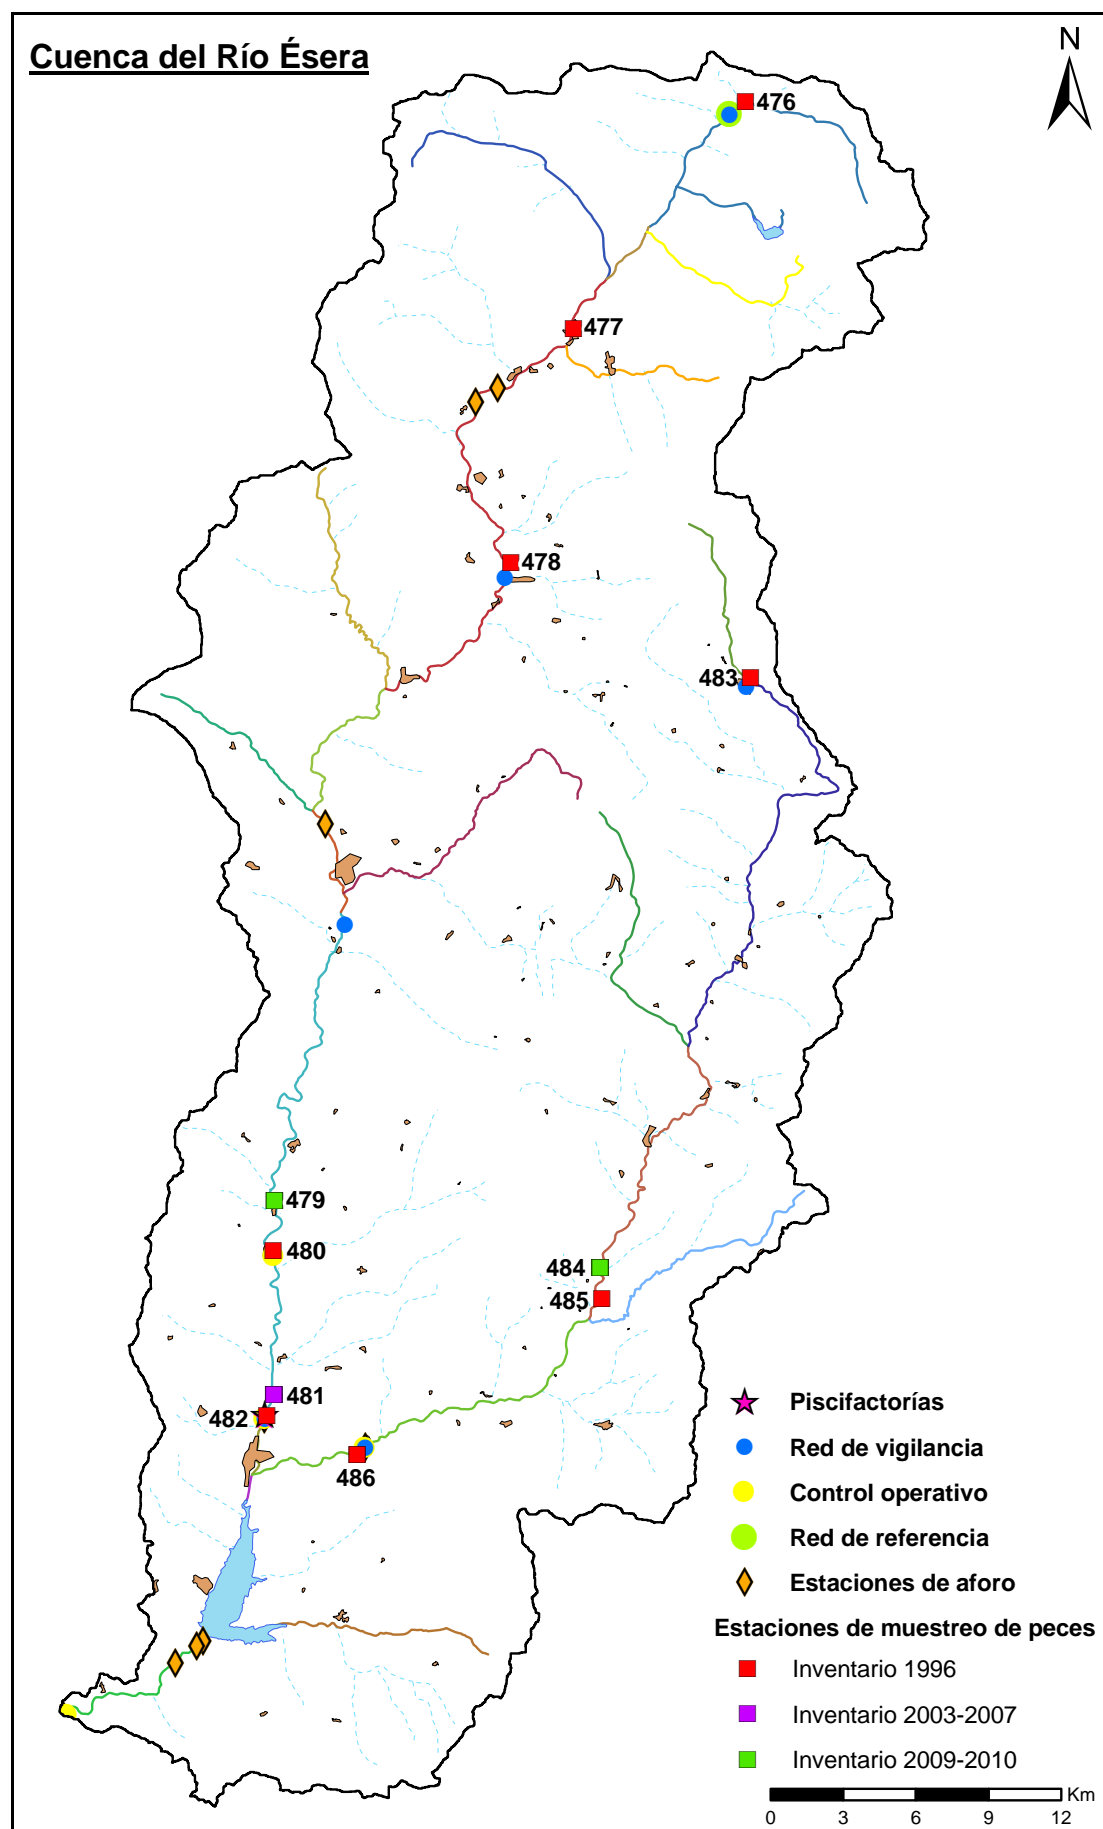 Cuenca del Río Ésera
N
476
477
478
483
479
480
484
485
481
482
486
Piscifactorías
Red de vigilancia
Control operativo
Red de referencia
Estaciones de aforo
Estaciones de muestreo de peces
Inventario 1996
Inventario 2003-2007
Inventario 2009-2010
Km
0 3 6 9 12